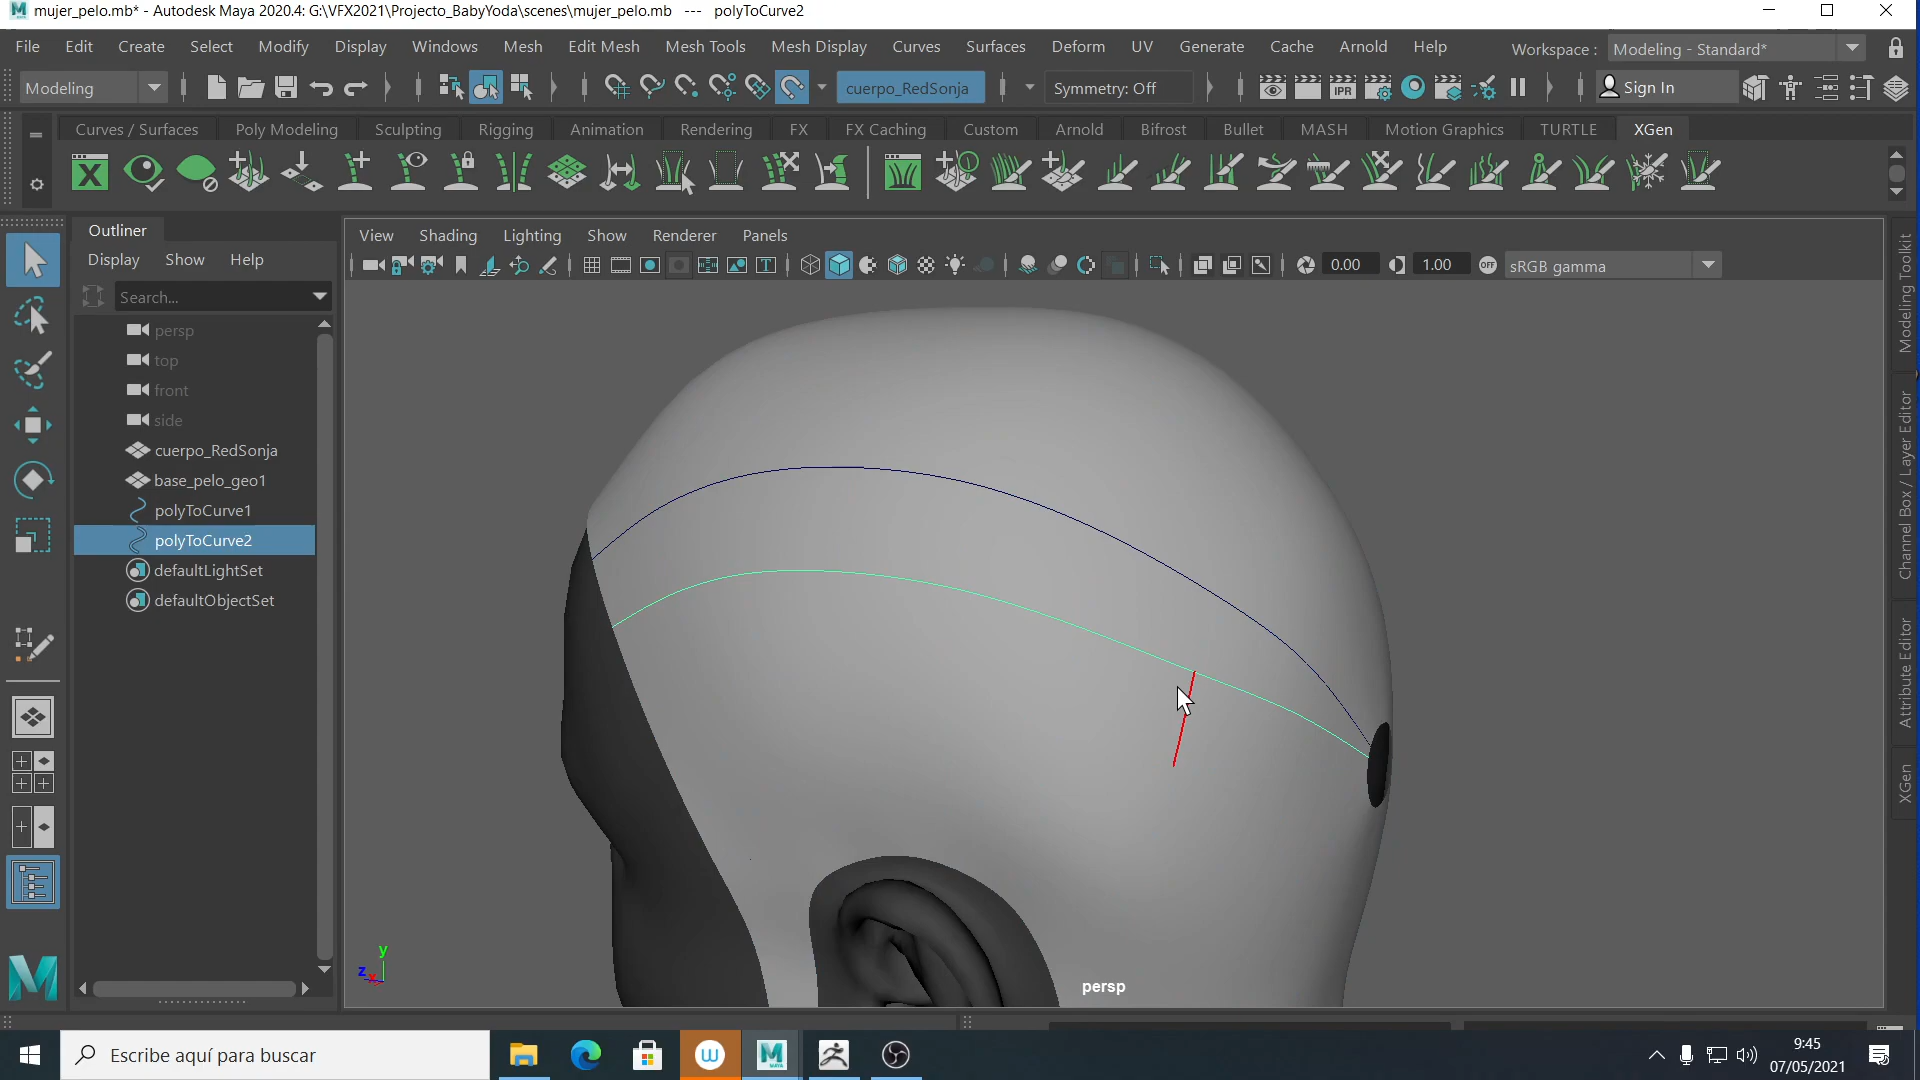 mujer_pelo.mb* - Autodesk Maya 2020.4: G:\VFX2021\Projecto_BabyYoda\scenes\mujer_pelo.mb --- polyToCurve2
File Edit Create Select Modify Display Windows Mesh Edit Mesh Mesh Tools Mesh Display Curves Surfaces Deform UV Generate Cache Arnold Help Workspace : Modeling - Standard*
Modeling cuerpo_RedSonja Symmetry: Off IPR Sign In
Curves / Surfaces Poly Modeling Sculpting Rigging Animation Rendering FX FX Caching Custom Arnold Bifrost Bullet MASH Motion Graphics TURTLE XGen
Outliner
Display Show Help
Search...
persp
top
front
side
cuerpo_RedSonja
base_pelo_geo1
polyToCurve1
polyToCurve2
defaultLightSet
defaultObjectSet
View Shading Lighting Show Renderer Panels
0.00 1.00 OFF sRGB gamma
y
z x
persp
Modeling Toolkit
Channel Box / Layer Editor
Attribute Editor
XGen
Escribe aquí para buscar
9:45
07/05/2021